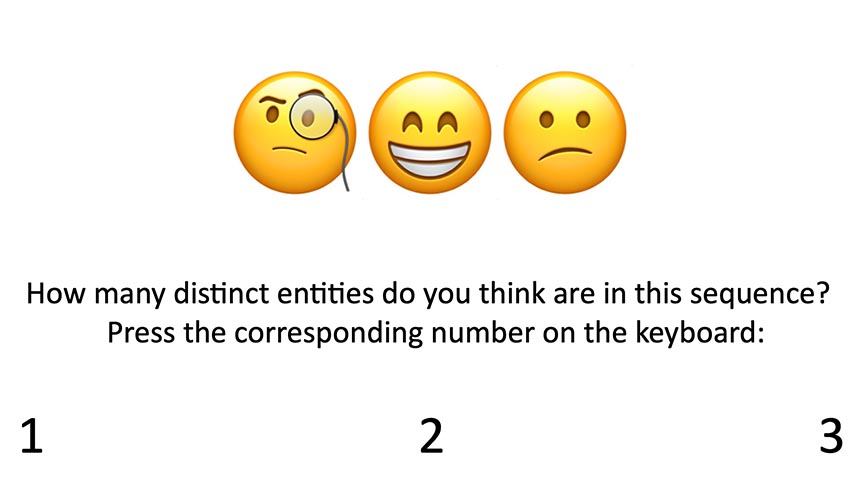 How many distinct entities do you think are in this sequence?
Press the corresponding number on the keyboard:
1 2 3